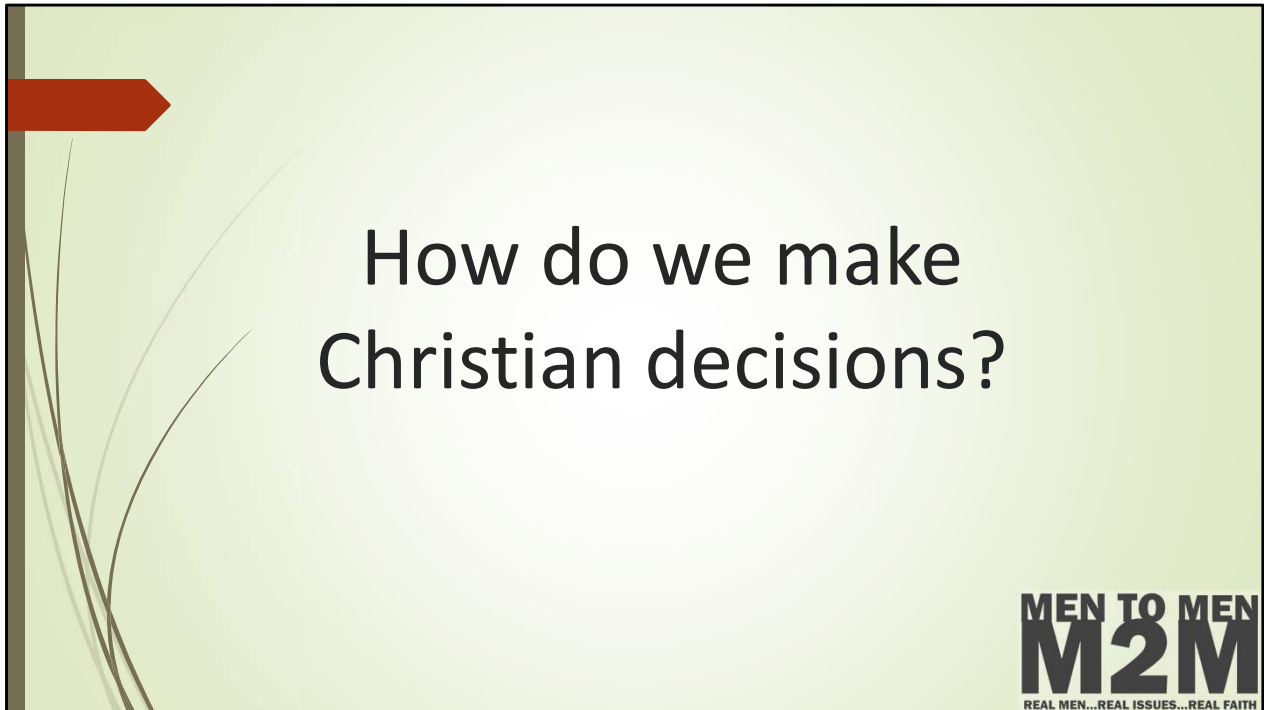 How do we make
Christian decisions?
MEN TO MEN
M2M
REAL MEN...REAL ISSUES...REAL FAITH